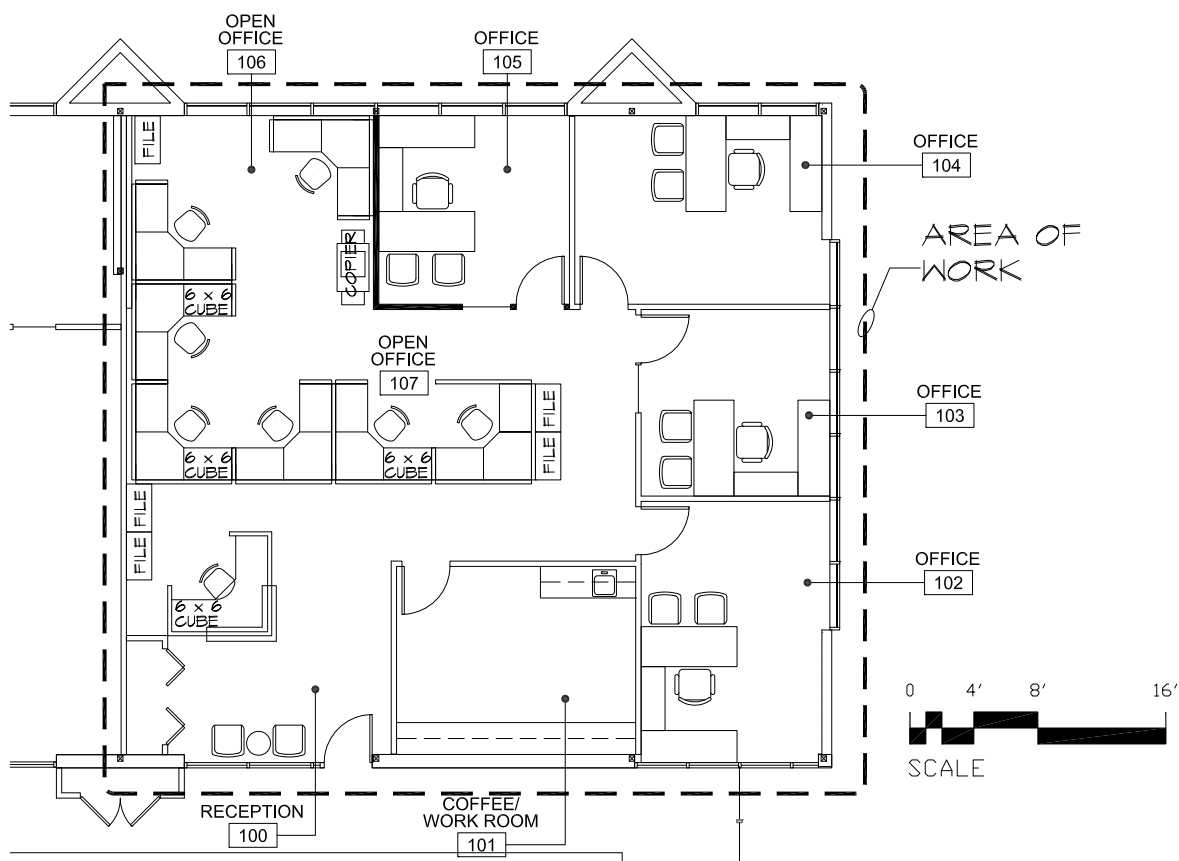 OPEN
OFFICE
106
OFFICE
105
OFFICE
104
AREA OF
WORK
FILE
COPIER
6 x 6
CUBE
OPEN
OFFICE
107
OFFICE
103
FILE
FILE
6 x 6
CUBE
6 x 6
CUBE
FILE
FILE
OFFICE
102
6 x 6
CUBE
0 4' 8' 16'
SCALE
RECEPTION
100
COFFEE/
WORK ROOM
101